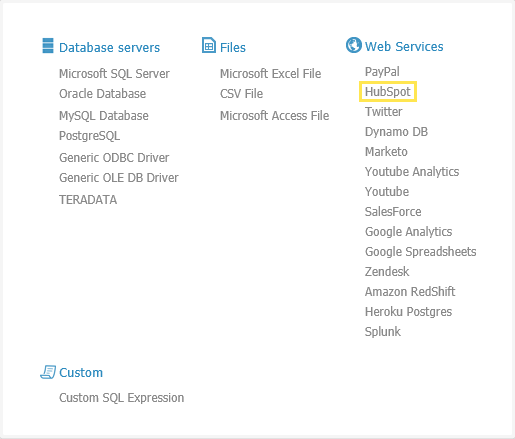 Database servers
Microsoft SQL Server
Oracle Database
MySQL Database
PostgreSQL
Generic ODBC Driver
Generic OLE DB Driver
TERADATA
Files
Microsoft Excel File
CSV File
Microsoft Access File
Web Services
PayPal
HubSpot
Twitter
Dynamo DB
Marketo
Youtube Analytics
Youtube
SalesForce
Google Analytics
Google Spreadsheets
Zendesk
Amazon RedShift
Heroku Postgres
Splunk
Custom
Custom SQL Expression